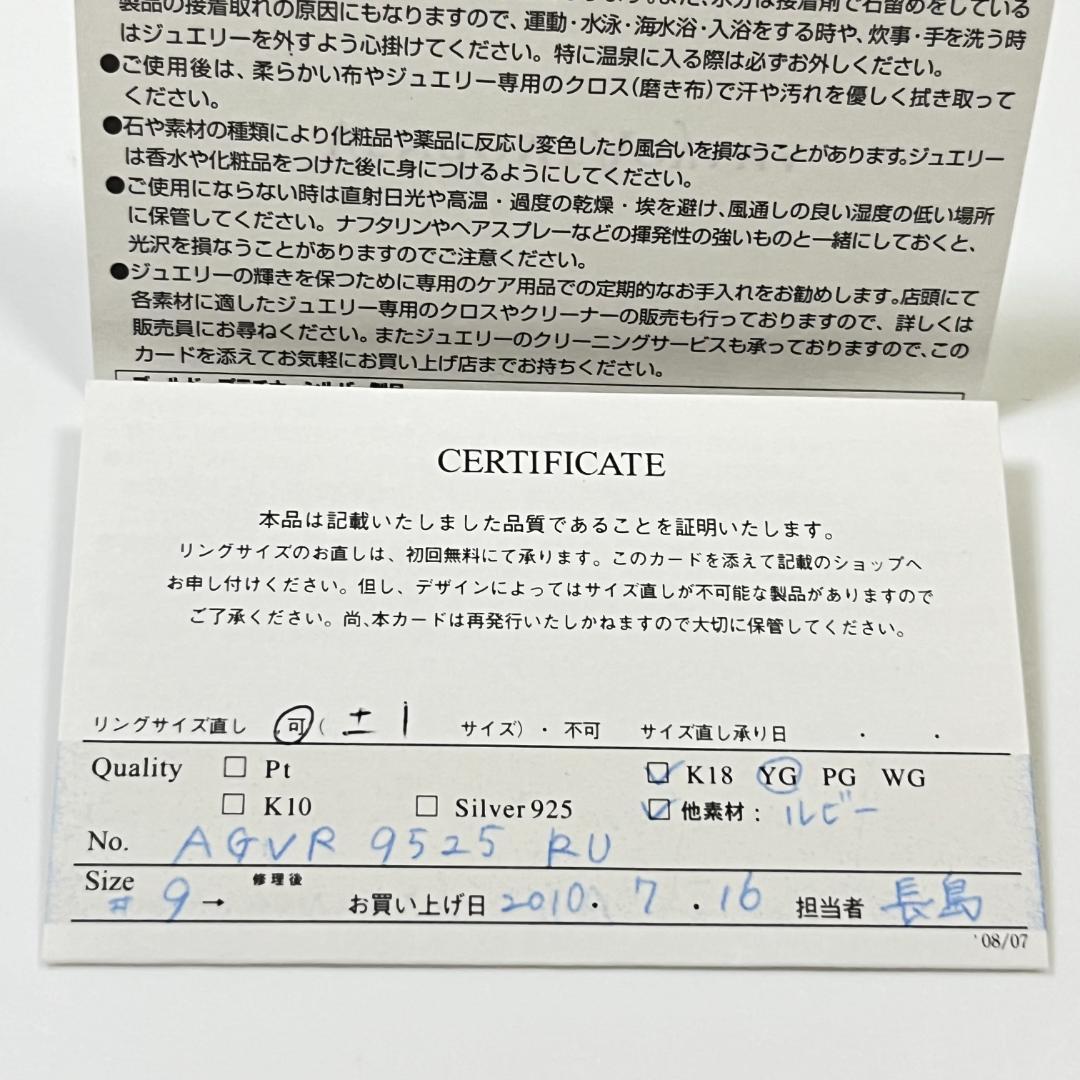 製品の接着取れの原因にもなりますので、運動・水泳・海水浴・入浴をする時や、炊事・手を洗う時
はジュエリーを外すよう心掛けてください。特に温泉に入る際は必ずお外しください。
●ご使用後は、柔らかい布やジュエリー専用のクロス(磨き布)で汗や汚れを優しく拭き取って
ください。
●石や素材の種類により化粧品や薬品に反応し変色したり風合いを損なうことがあります。ジュエリー
は香水や化粧品をつけた後に身につけるようにしてください。
●ご使用にならない時は直射日光や高温・過度の乾燥・埃を避け、風通しの良い湿度の低い場所
に保管してください。ナフタリンやヘアスプレーなどの揮発性の強いものと一緒にしておくと、
光沢を損なうことがありますのでご注意ください。
●ジュエリーの輝きを保つために専用のケア用品での定期的なお手入れをお勧めします。店頭にて
各素材に適したジュエリー専用のクロスやクリーナーの販売も行っておりますので、詳しくは
販売員にお尋ねください。またジュエリーのクリーニングサービスも承っておりますので、この
カードを添えてお気軽にお買い上げ店までお持ちください。
CERTIFICATE
本品は記載いたしました品質であることを証明いたします。
リングサイズのお直しは、初回無料にて承ります。このカードを添えて記載のショップへ
お申し付けください。但し、デザインによってはサイズ直しが不可能な製品がありますので
ご了承ください。尚、本カードは再発行いたしかねますので大切に保管してください。
リングサイズ直し 可 ( ±1 サイズ) ・ 不可 サイズ直し承り日 ・ ・
Quality □ Pt ☑ K18 YG PG WG
□ K10 □ Silver925 ☑ 他素材: ルビー
No. AGVR 9525 RU
Size # 9 → 修理後 お買い上げ日 2010・7・16 担当者 長島
'08/07